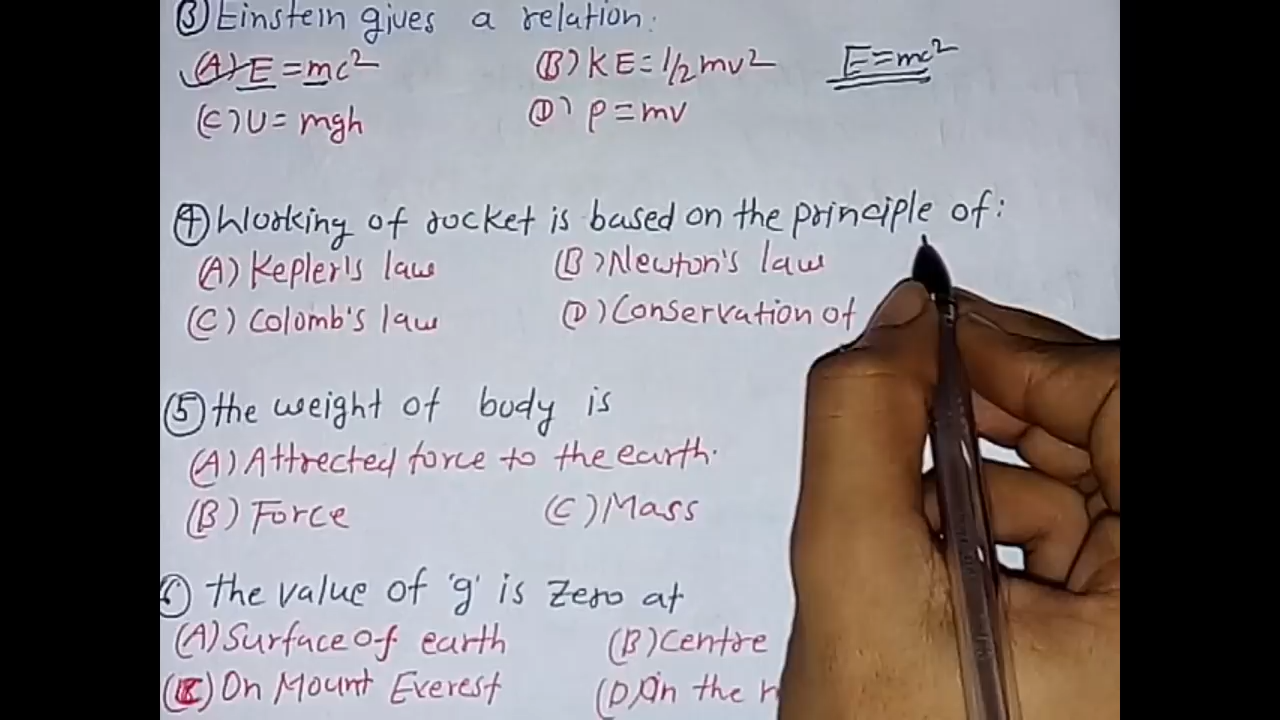 ③ Einstein gives a relation:
(A) E = mc² (B) KE = 1/2 mv² E=mc²
(C) U = mgh (D) P = mv
④ Working of rocket is based on the principle of:
(A) Kepler's law (B) Newton's law
(C) Colomb's law (D) Conservation of
⑤ the weight of body is
(A) Attrected force to the earth.
(B) Force (C) Mass
⑥ the value of 'g' is zero at
(A) Surface of earth (B) Centre
(C) On Mount Everest (D) In the